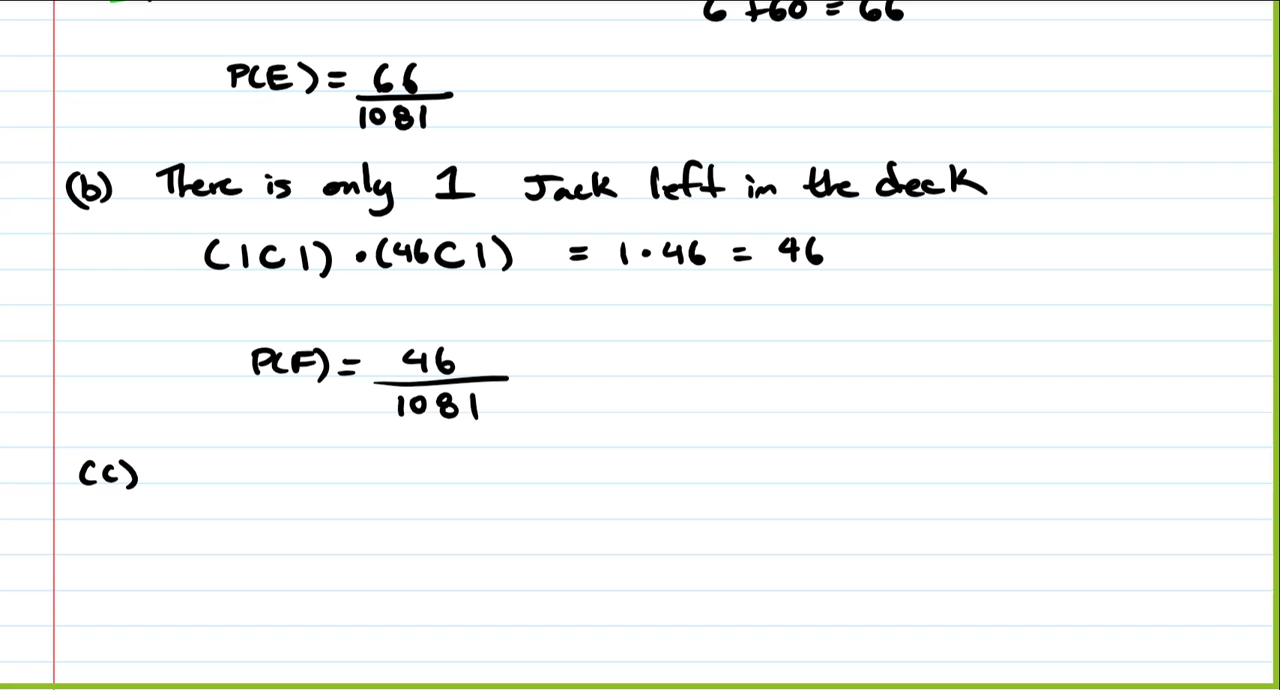 6 + 60 = 66
P(E) = 66
1081
(b) There is only 1 Jack left in the deck
(1C1) · (46C1) = 1 · 46 = 46
P(F) = 46
1081
(c)